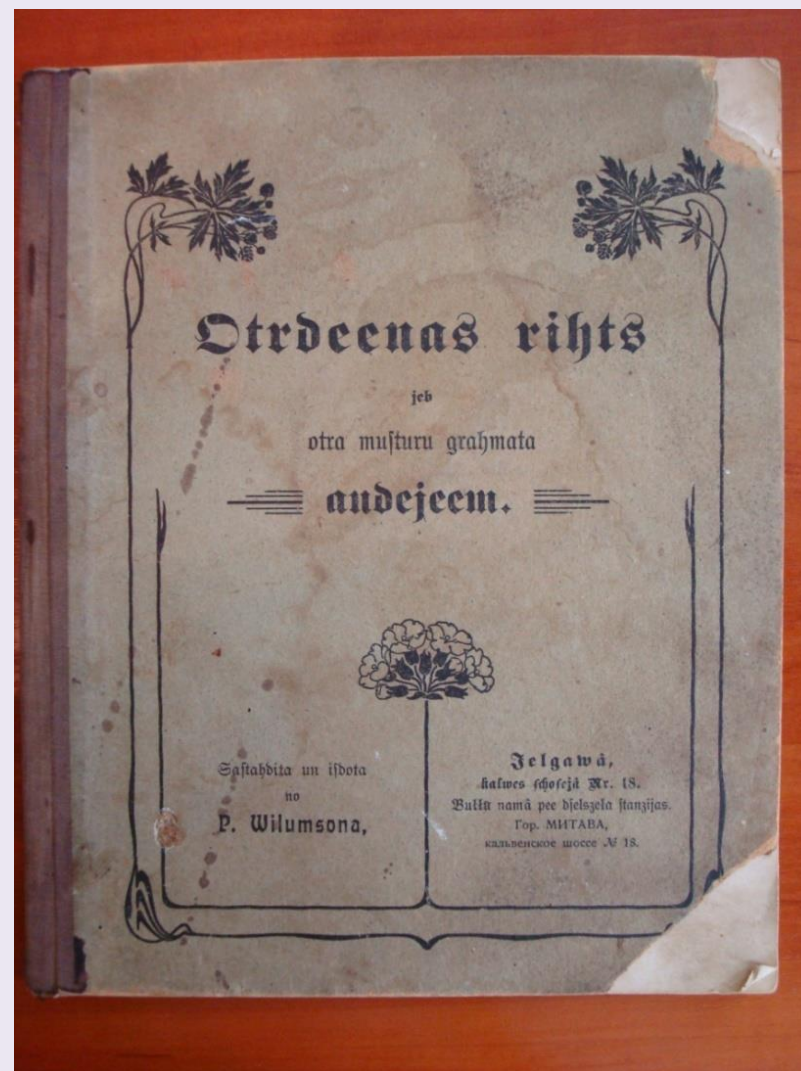 Otrdeenas rihts
jeb
otra muſturu grahmata
audejeem.
Saſtahdita un iſdota
no
P. Wilumsona,
Jelgawâ,
kalwes ſchoſejâ Nr. 18.
Bullu namâ pee dſelszela ſtanzijas.
Гор. МИТАВА,
кальвенское шоссе № 18.